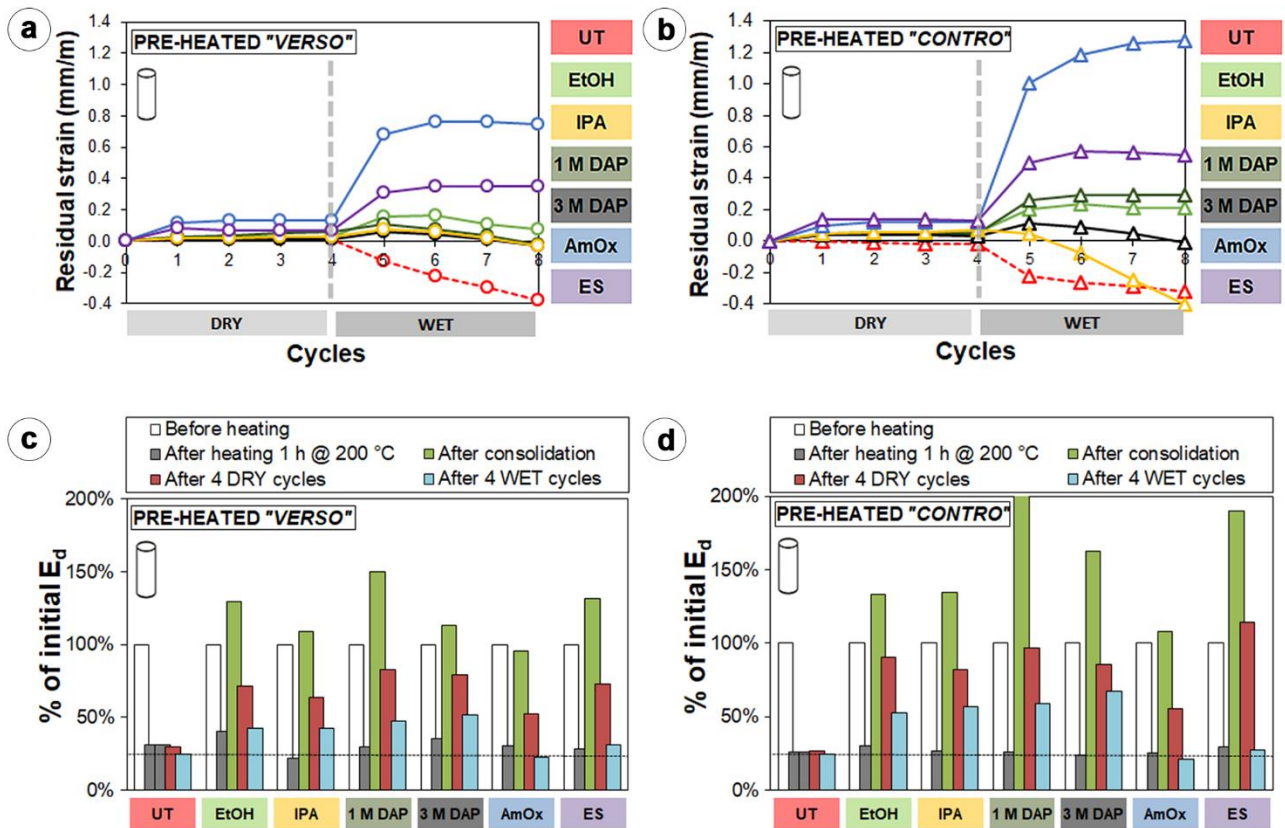 a
PRE-HEATED "VERSO"
Residual strain (mm/m)
1.4
1.2
1.0
0.8
0.6
0.4
0.2
0.0
-0.2
-0.4
0 1 2 3 4 5 6 7 8
DRY WET
Cycles
UT
EtOH
IPA
1 M DAP
3 M DAP
AmOx
ES
b
PRE-HEATED "CONTRO"
Residual strain (mm/m)
1.4
1.2
1.0
0.8
0.6
0.4
0.2
0.0
-0.2
-0.4
0 1 2 3 4 5 6 7 8
DRY WET
Cycles
UT
EtOH
IPA
1 M DAP
3 M DAP
AmOx
ES
c
Before heating
After heating 1 h @ 200 °C After consolidation
After 4 DRY cycles After 4 WET cycles
PRE-HEATED "VERSO"
% of initial Ed
200%
150%
100%
50%
0%
UT EtOH IPA 1 M DAP 3 M DAP AmOx ES
d
Before heating
After heating 1 h @ 200 °C After consolidation
After 4 DRY cycles After 4 WET cycles
PRE-HEATED "CONTRO"
% of initial Ed
200%
150%
100%
50%
0%
UT EtOH IPA 1 M DAP 3 M DAP AmOx ES